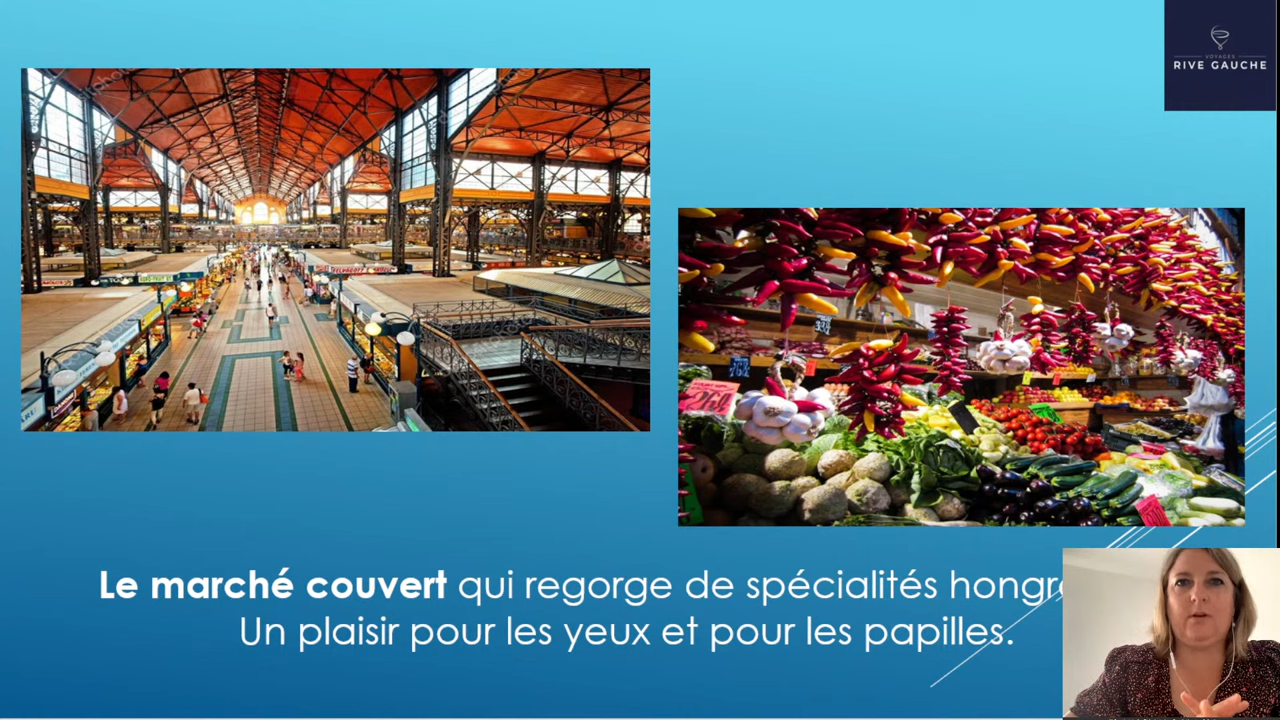 VOYAGES
RIVE GAUCHE
Le marché couvert qui regorge de spécialités
Un plaisir pour les yeux et pour les papilles.